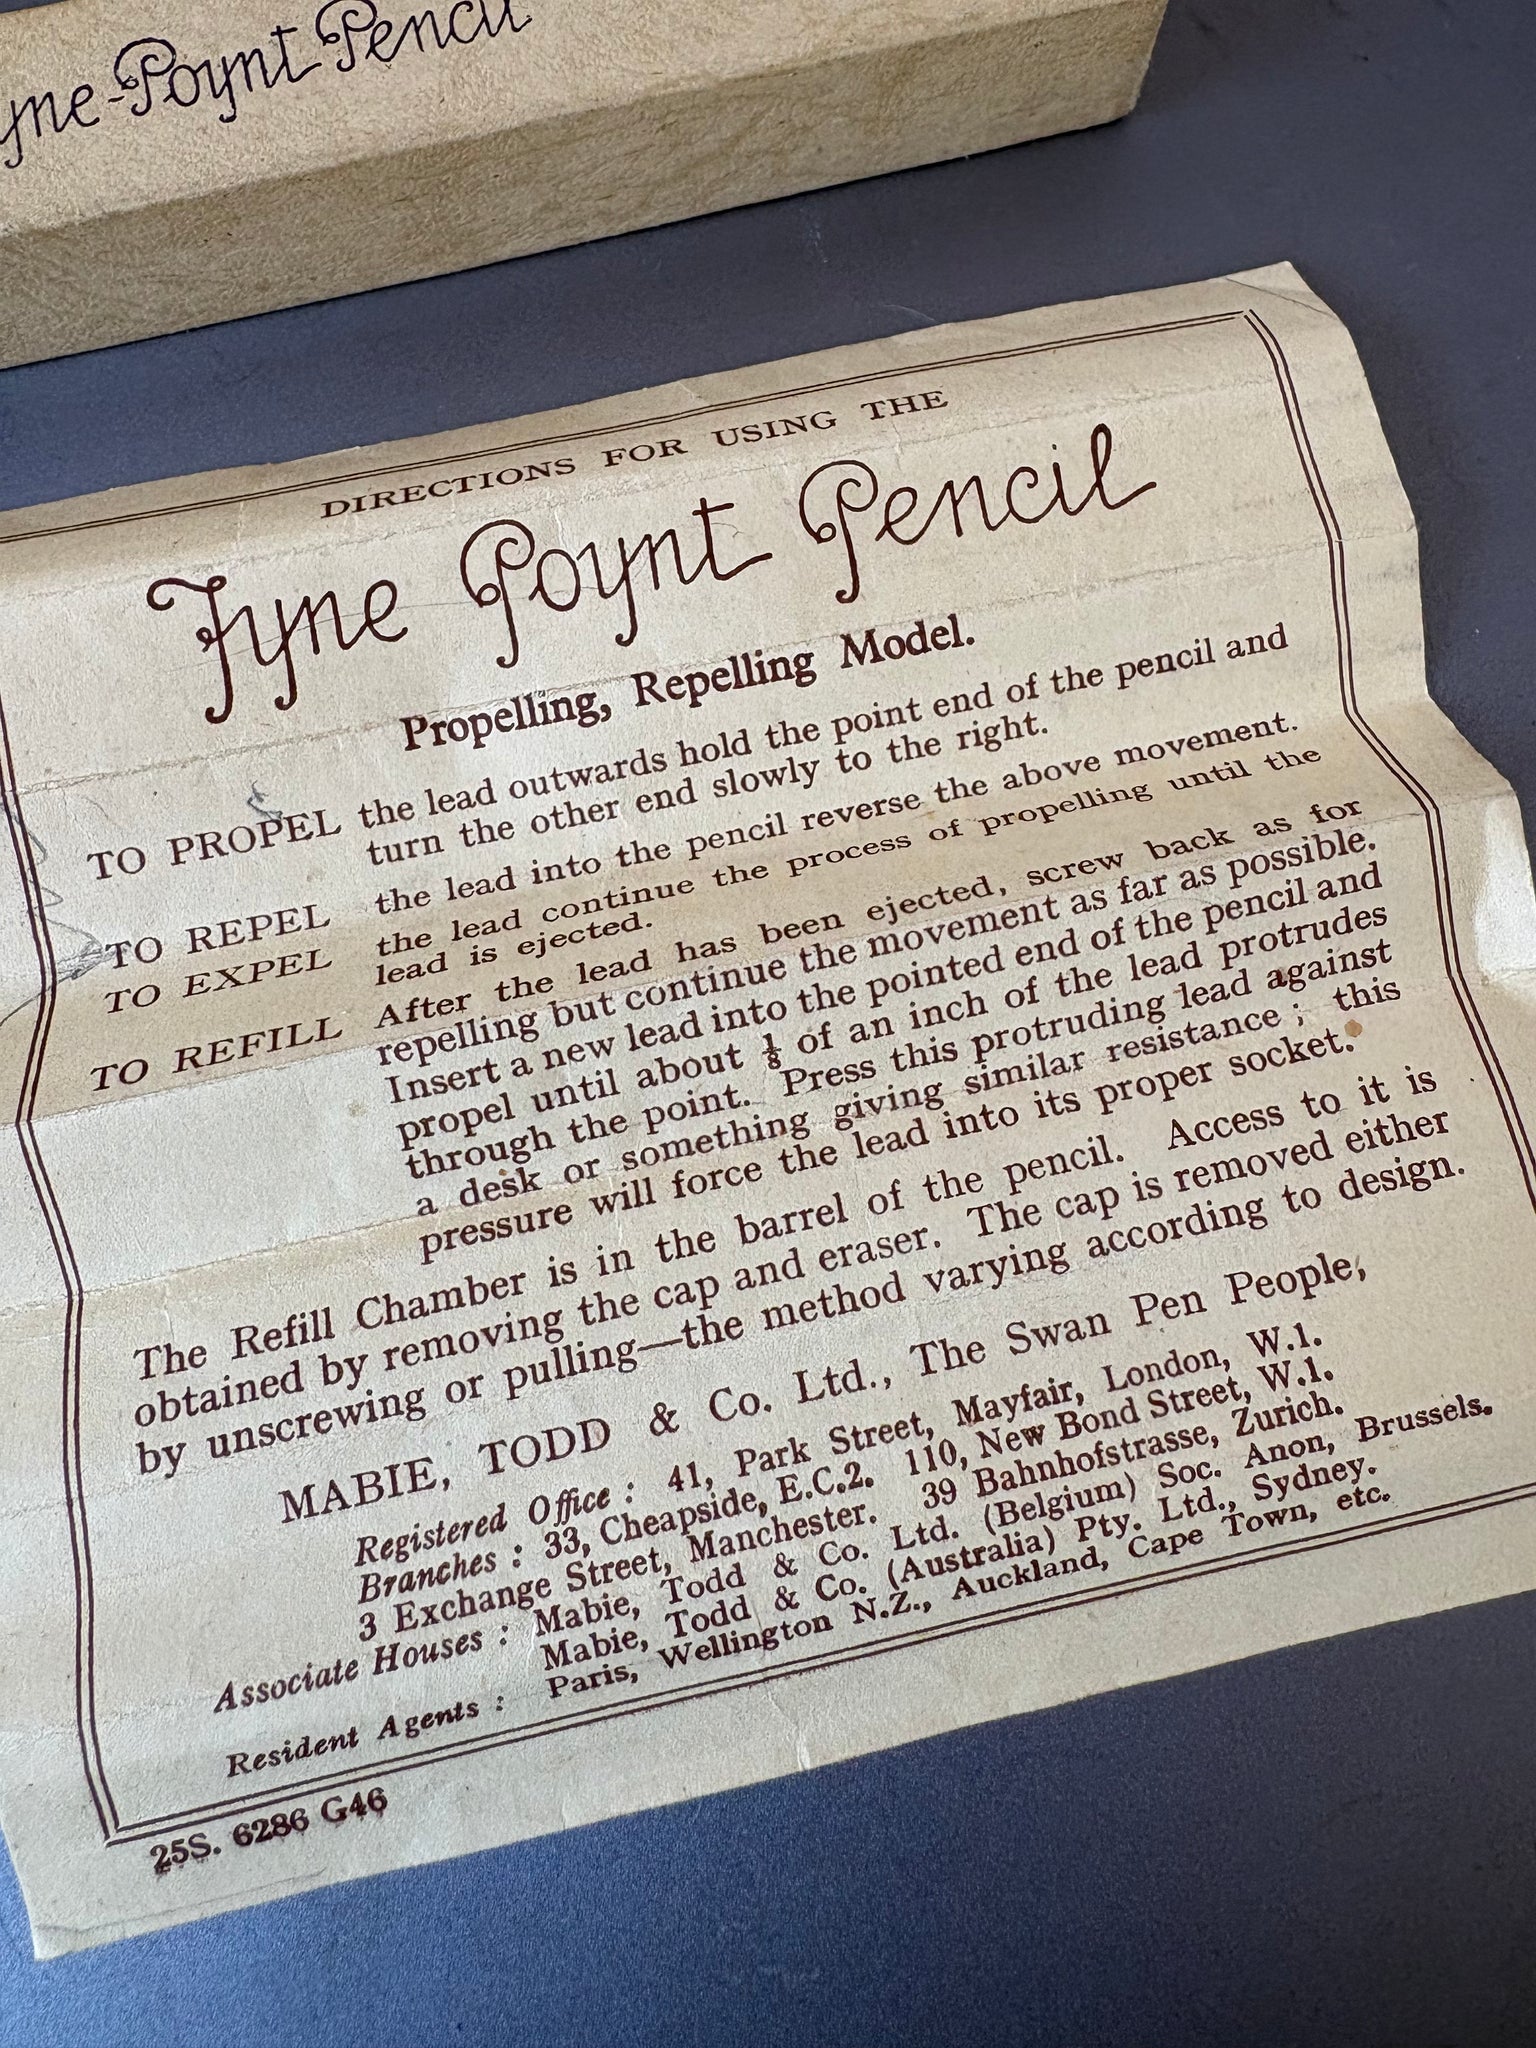 yne-Poynt Pencil
DIRECTIONS FOR USING THE
Fyne Poynt Pencil
Propelling, Repelling Model.
TO PROPEL the lead outwards hold the point end of the pencil and
turn the other end slowly to the right.
TO REPEL the lead into the pencil reverse the above movement.
TO EXPEL the lead continue the process of propelling until the
lead is ejected.
TO REFILL After the lead has been ejected, screw back as for
repelling but continue the movement as far as possible.
Insert a new lead into the pointed end of the pencil and
propel until about ⅛ of an inch of the lead protrudes
through the point. Press this protruding lead against
a desk or something giving similar resistance; this
pressure will force the lead into its proper socket.
The Refill Chamber is in the barrel of the pencil. Access to it is
obtained by removing the cap and eraser. The cap is removed either
by unscrewing or pulling—the method varying according to design.
MABIE, TODD & Co. Ltd., The Swan Pen People,
Registered Office : 41, Park Street, Mayfair, London, W.1.
Branches : 33, Cheapside, E.C.2. 110, New Bond Street, W.1.
3 Exchange Street, Manchester. 39 Bahnhofstrasse, Zurich.
Associate Houses : Mabie, Todd & Co. Ltd. (Belgium) Soc. Anon, Brussels.
Mabie, Todd & Co. (Australia) Pty. Ltd., Sydney.
Resident Agents : Paris, Wellington N.Z., Auckland, Cape Town, etc.
25S. 6286 G46